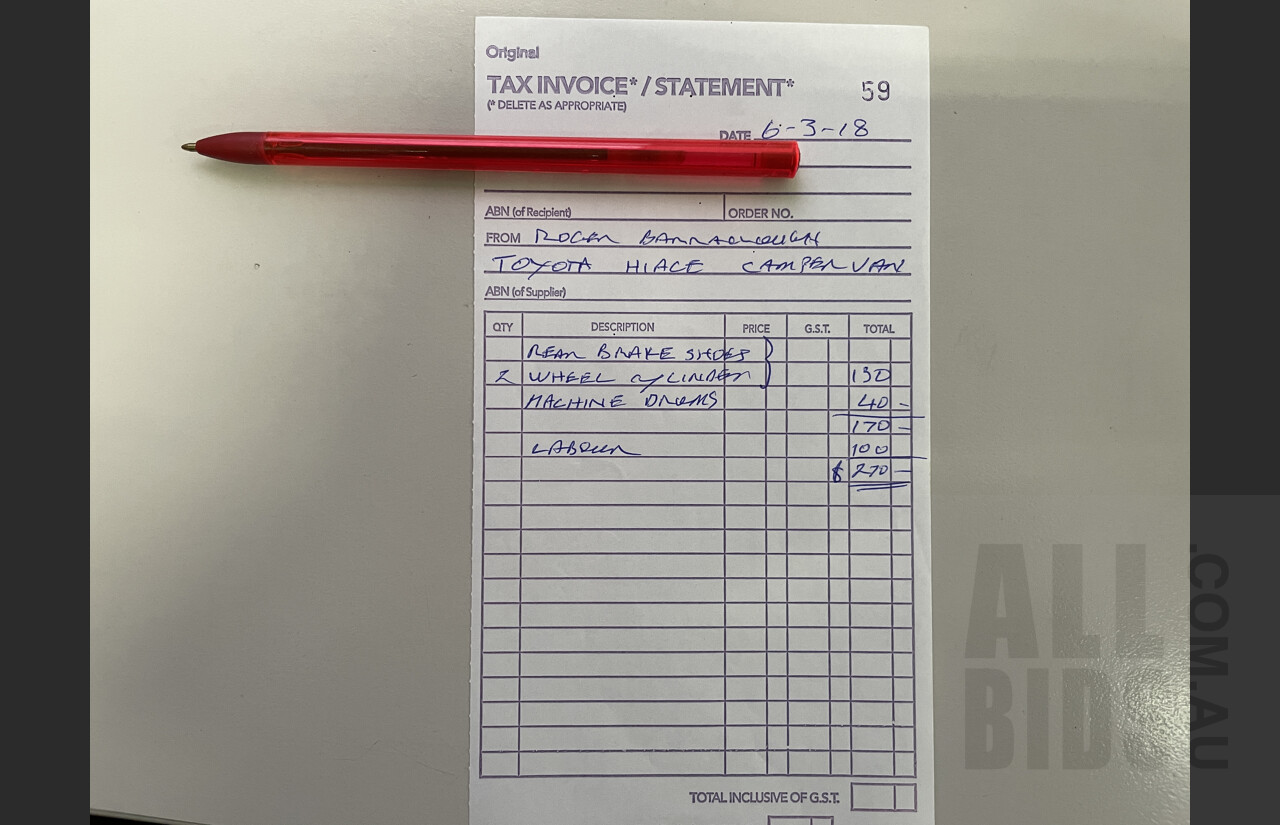 Original
TAX INVOICE* / STATEMENT* 59
(* DELETE AS APPROPRIATE)
DATE 6-3-18
ABN (of Recipient) ORDER NO.
FROM ROGER BARRACLOUGH
TOYOTA HIACE CAMPERVAN
ABN (of Supplier)
QTY DESCRIPTION PRICE G.S.T. TOTAL
REAR BRAKE SHOES
2 WHEEL CYLINDER 130
MACHINE DRUMS 40 -
170 -
LABOUR 100
$ 270 -
TOTAL INCLUSIVE OF G.S.T.
ALL
BIDS
.COM.AU